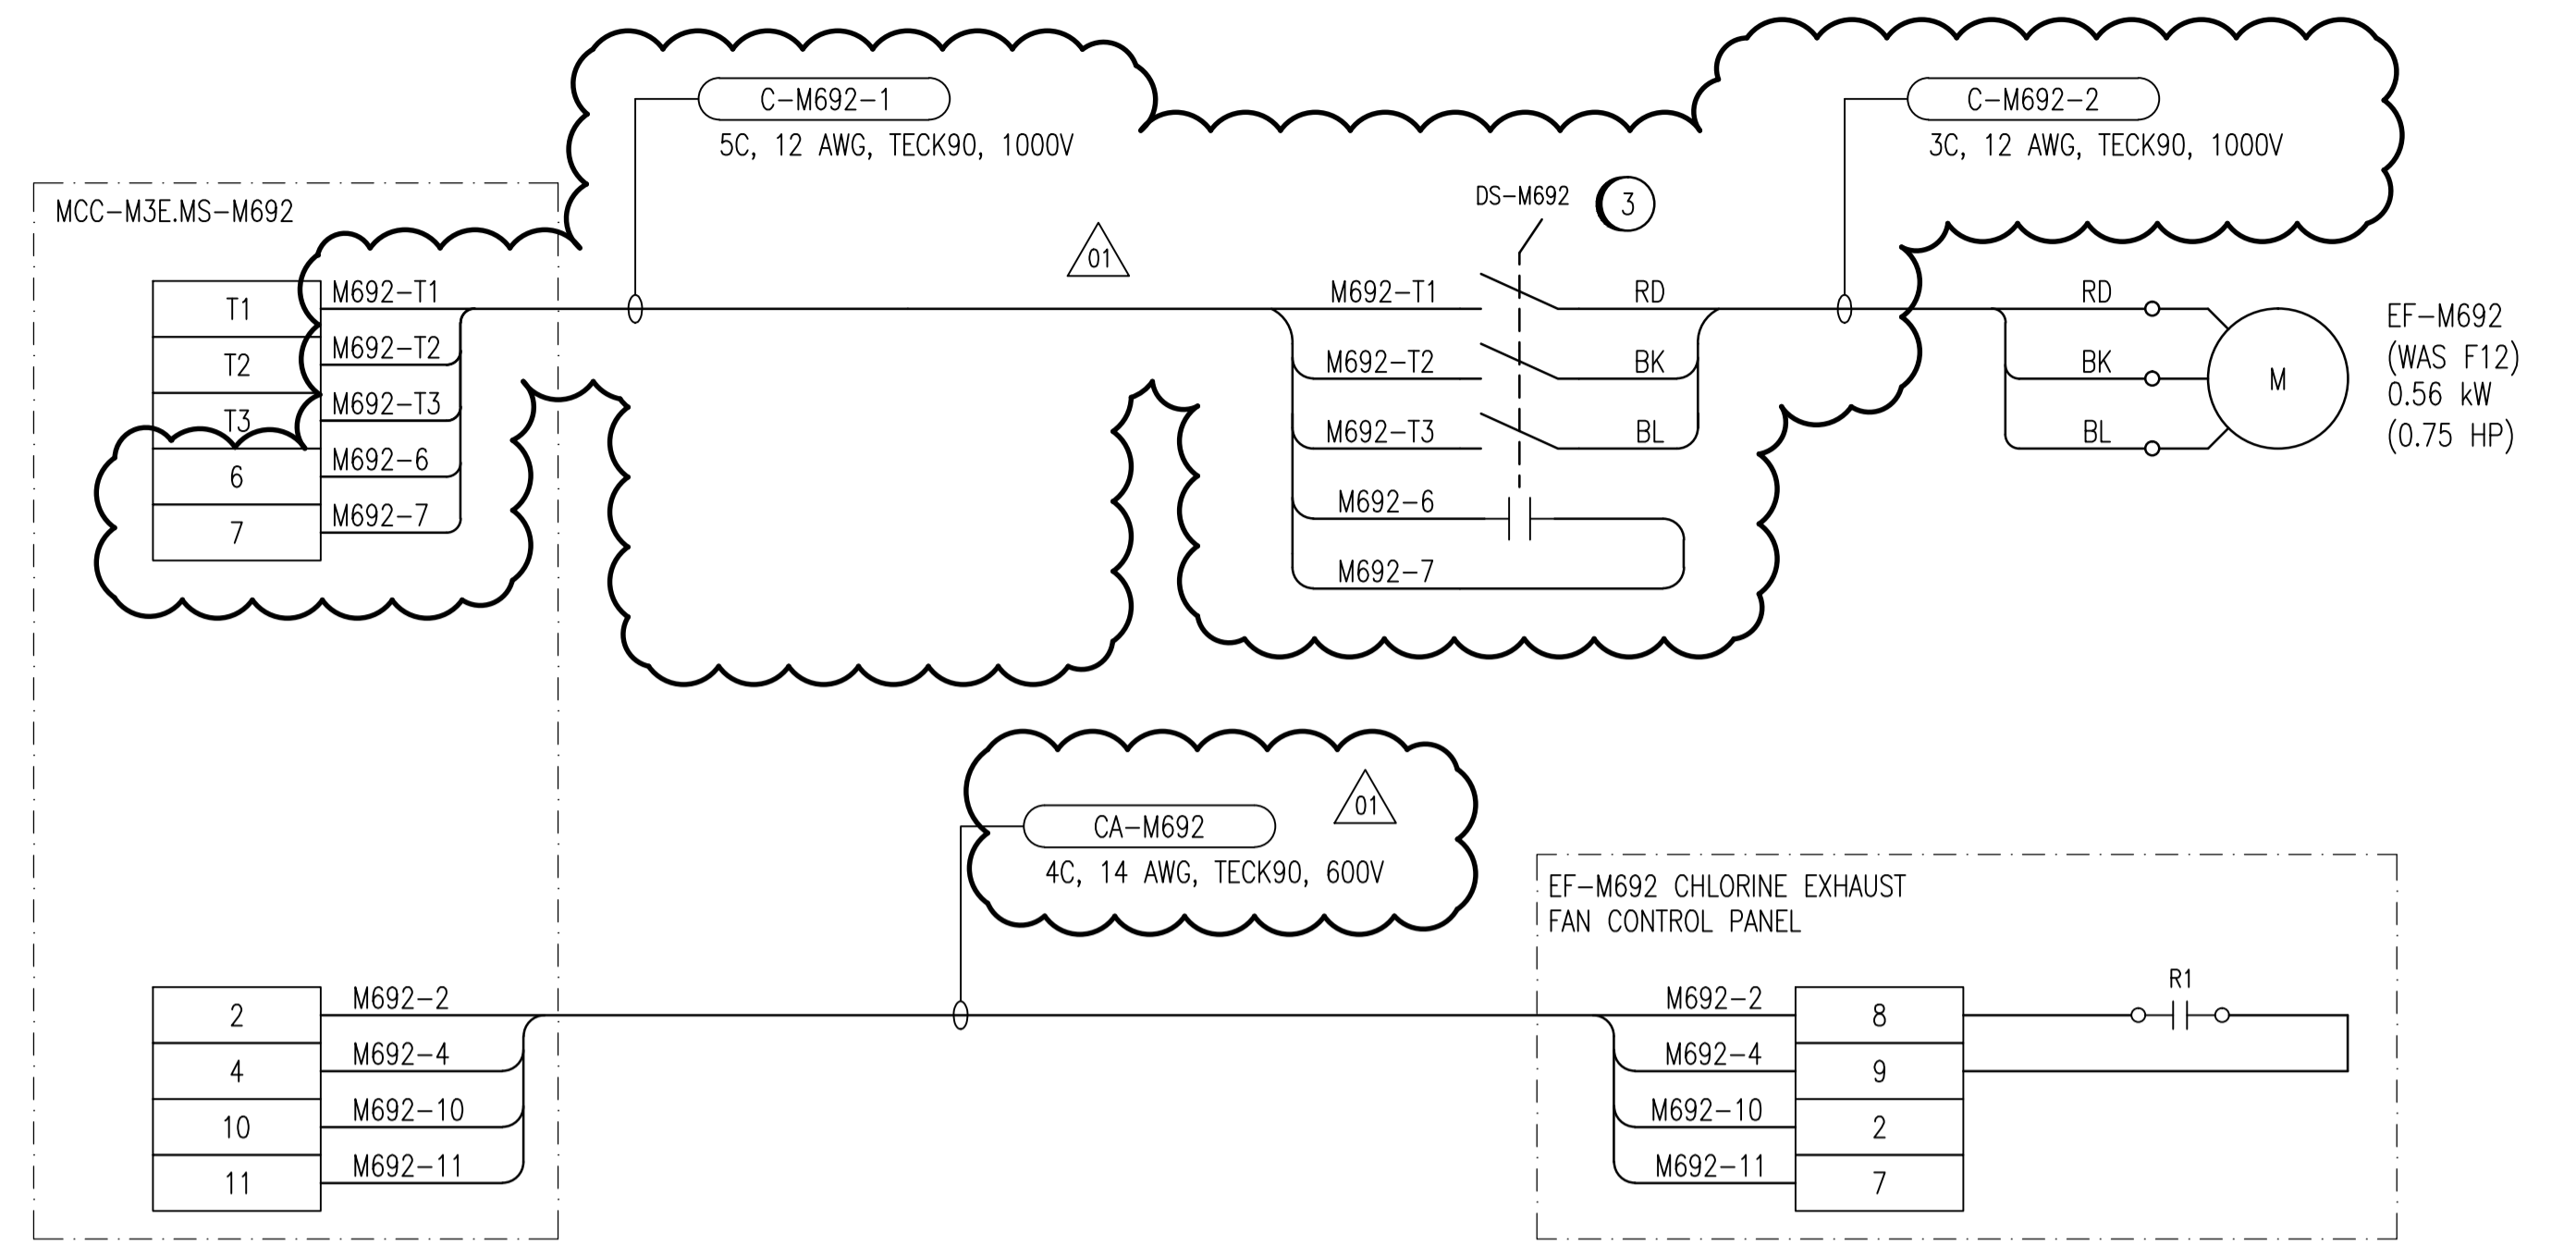 C-M692-1
5C, 12 AWG, TECK90, 1000V
C-M692-2
3C, 12 AWG, TECK90, 1000V
MCC-M3E.MS-M692
DS-M692
3
01
T1
M692-T1
T2
M692-T2
T3
M692-T3
6
M692-6
7
M692-7
M692-T1
RD
M692-T2
BK
M692-T3
BL
M692-6
M692-7
RD
BK
BL
M
EF-M692
(WAS F12)
0.56 kW
(0.75 HP)
CA-M692
01
4C, 14 AWG, TECK90, 600V
EF-M692 CHLORINE EXHAUST
FAN CONTROL PANEL
2
M692-2
4
M692-4
10
M692-10
11
M692-11
M692-2
8
M692-4
9
M692-10
2
M692-11
7
R1